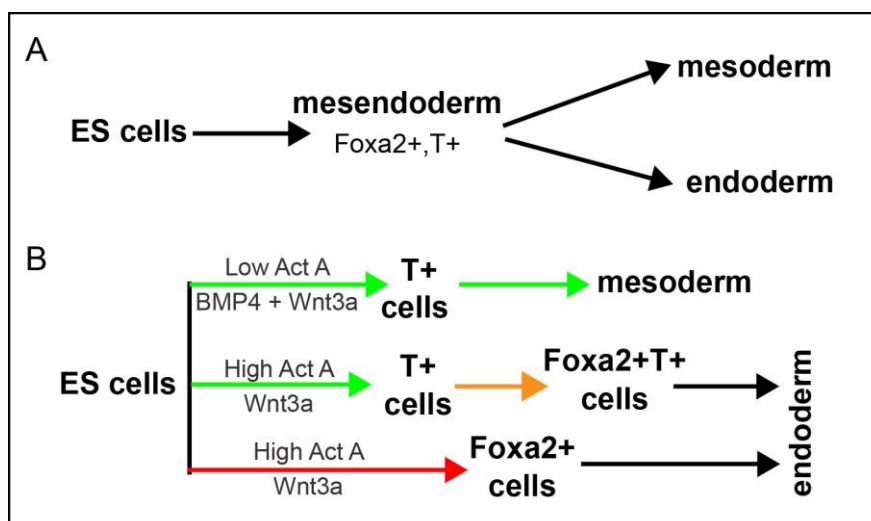 A
mesoderm
mesendoderm
ES cells
Foxa2+,T+
endoderm
B
Low Act A
T+
mesoderm
BMP4 + Wnt3a
cells
ES cells
High Act A
T+
Foxa2+T+
Wnt3a
cells
cells
High Act A
Foxa2+
Wnt3a
cells
endoderm